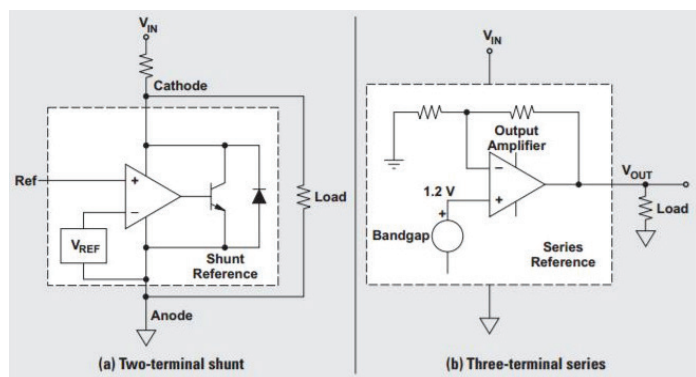 VIN
Cathode
Ref
+
−
VREF
Load
Shunt
Reference
Anode
(a) Two-terminal shunt
VIN
Output
Amplifier
−
+
1.2 V
+
Bandgap
VOUT
Load
Series
Reference
(b) Three-terminal series